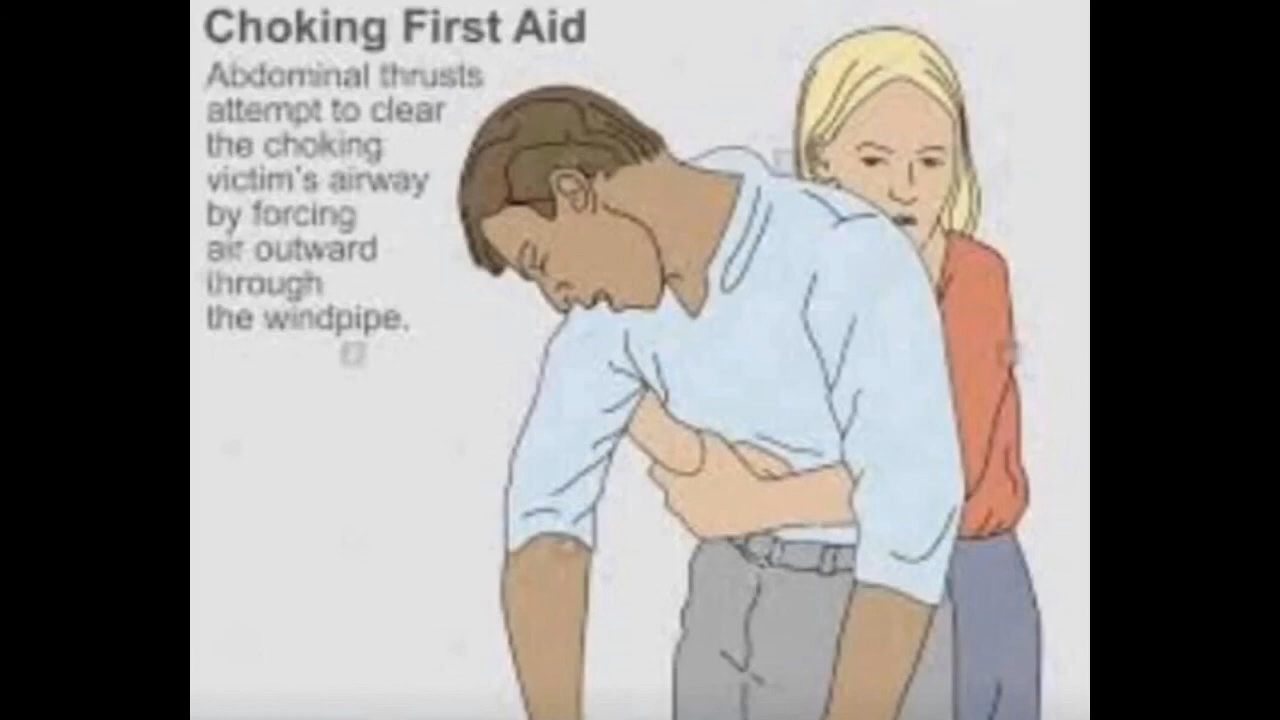 Choking First Aid
Abdominal thrusts
attempt to clear
the choking
victim's airway
by forcing
air outward
through
the windpipe.